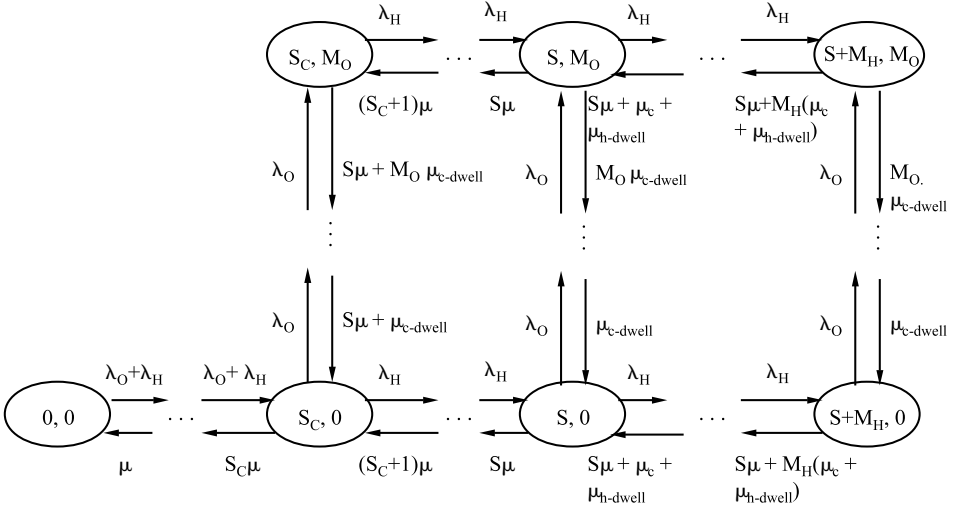 λH λH λH λH
SC, MO . . . S, MO . . . S+MH, MO
(SC+1)μ Sμ Sμ + μc + μh-dwell Sμ+MH(μc + μh-dwell)
λO Sμ + MO μc-dwell λO MO μc-dwell λO MO. μc-dwell
λO Sμ + μc-dwell λO μc-dwell λO μc-dwell
λO+λH λO+ λH λH λH λH λH
0, 0 . . . SC, 0 . . . S, 0 . . . S+MH, 0
μ SCμ (SC+1)μ Sμ Sμ + μc + μh-dwell Sμ + MH(μc + μh-dwell)